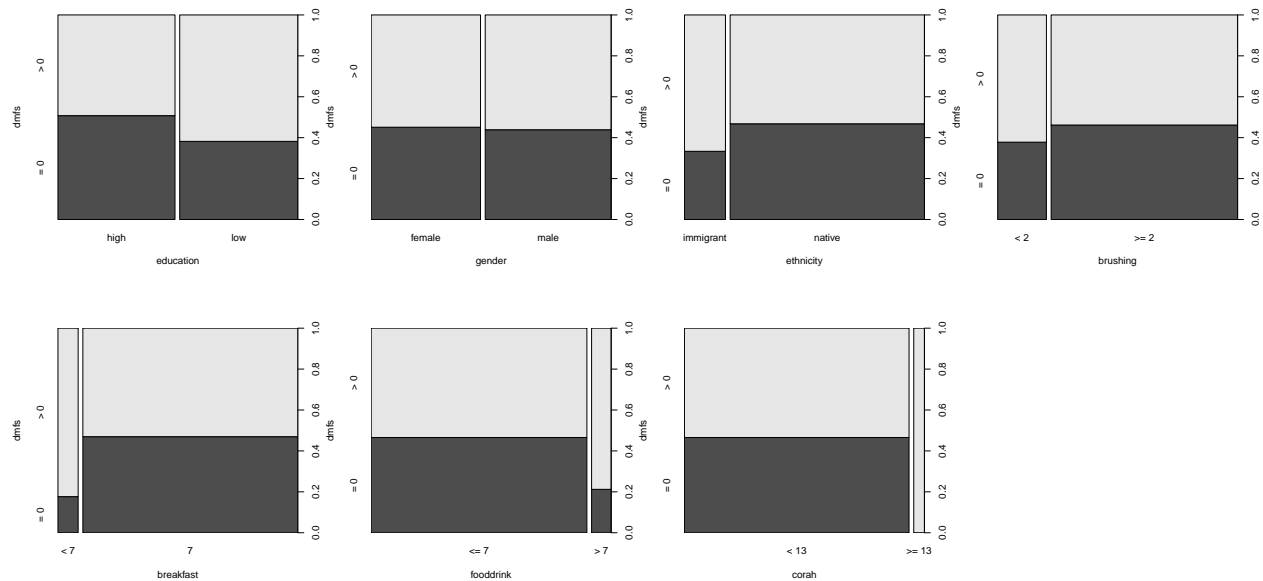 dmfs
> 0
= 0
0.0 0.2 0.4 0.6 0.8 1.0
high low
education
dmfs
> 0
= 0
0.0 0.2 0.4 0.6 0.8 1.0
female male
gender
dmfs
> 0
= 0
0.0 0.2 0.4 0.6 0.8 1.0
immigrant native
ethnicity
dmfs
> 0
= 0
0.0 0.2 0.4 0.6 0.8 1.0
< 2 >= 2
brushing
dmfs
> 0
= 0
0.0 0.2 0.4 0.6 0.8 1.0
< 7 7
breakfast
dmfs
> 0
= 0
0.0 0.2 0.4 0.6 0.8 1.0
<= 7 > 7
fooddrink
dmfs
> 0
= 0
0.0 0.2 0.4 0.6 0.8 1.0
< 13 >= 13
corah